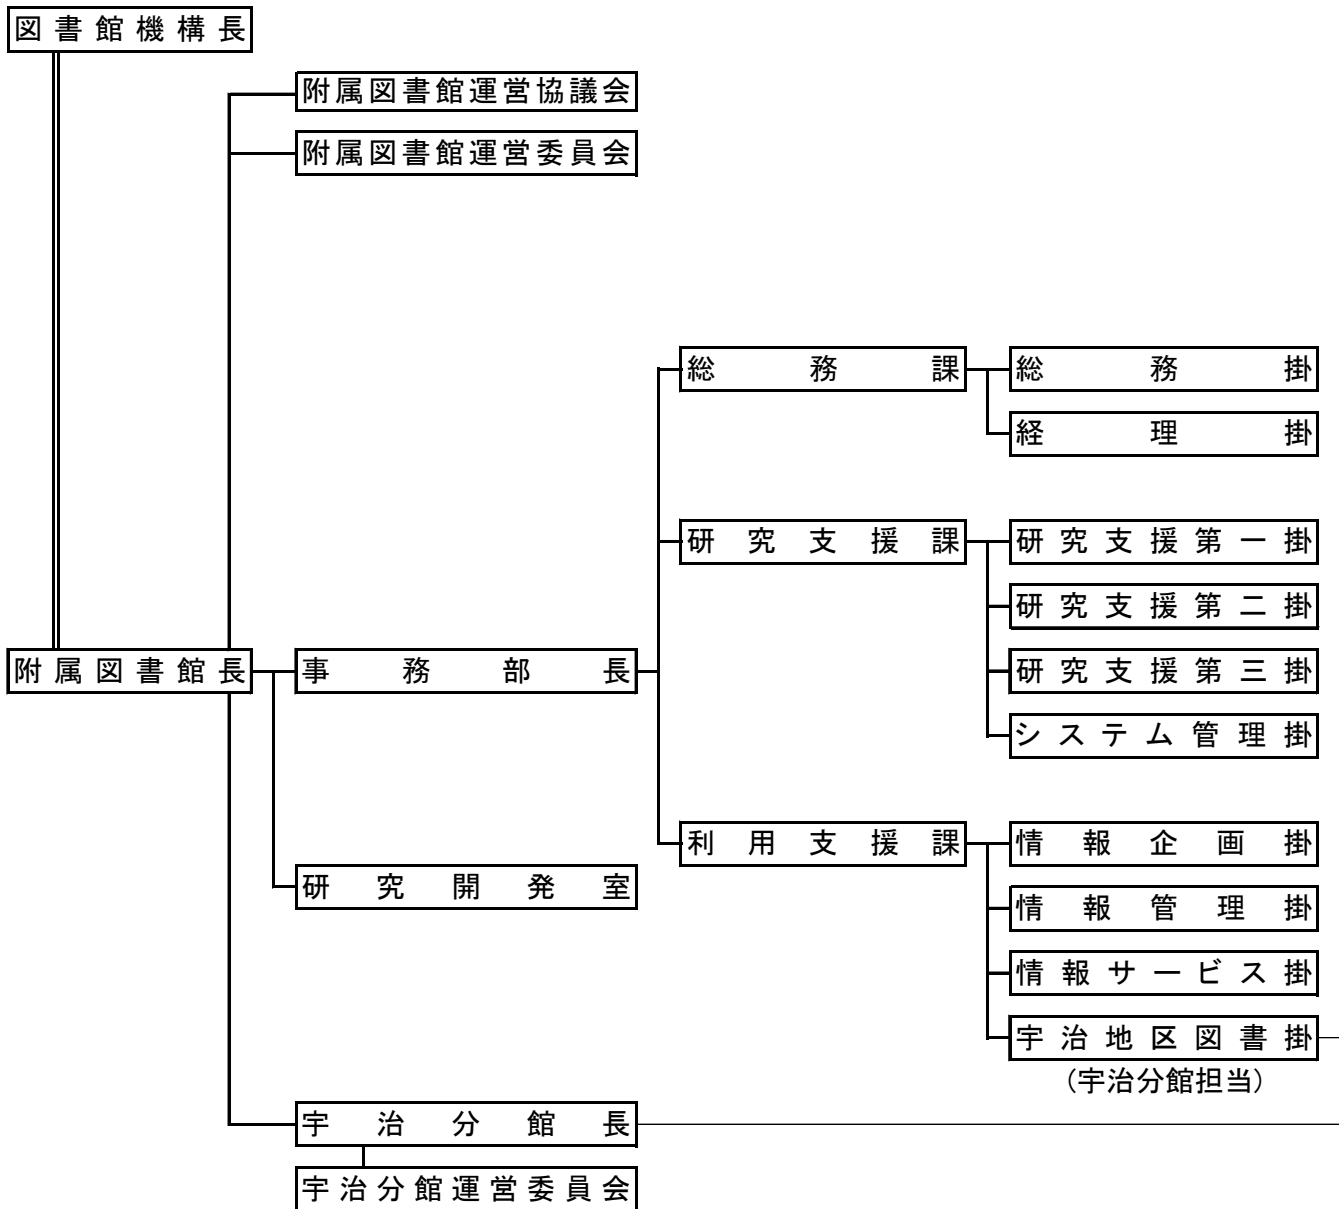 図書館機構長
附属図書館運営協議会
附属図書館運営委員会
総務課
総務掛
経理掛
研究支援課
研究支援第一掛
研究支援第二掛
附属図書館長
事務部長
研究支援第三掛
システム管理掛
利用支援課
情報企画掛
研究開発室
情報管理掛
情報サービス掛
宇治地区図書掛
（宇治分館担当）
宇治分館長
宇治分館運営委員会